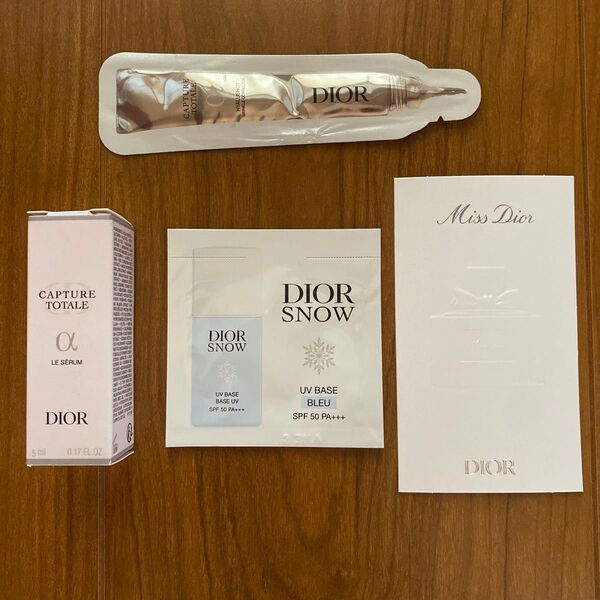 CAPTURE
TOTALE
DIOR
Miss Dior
DIOR
CAPTURE
TOTALE
α
LE SÉRUM
DIOR
5 ml 0.17 FL.OZ
DIOR
SNOW
UV BASE
BASE UV
SPF 50 PA+++
DIOR
SNOW
UV BASE
BLEU
SPF 50 PA+++